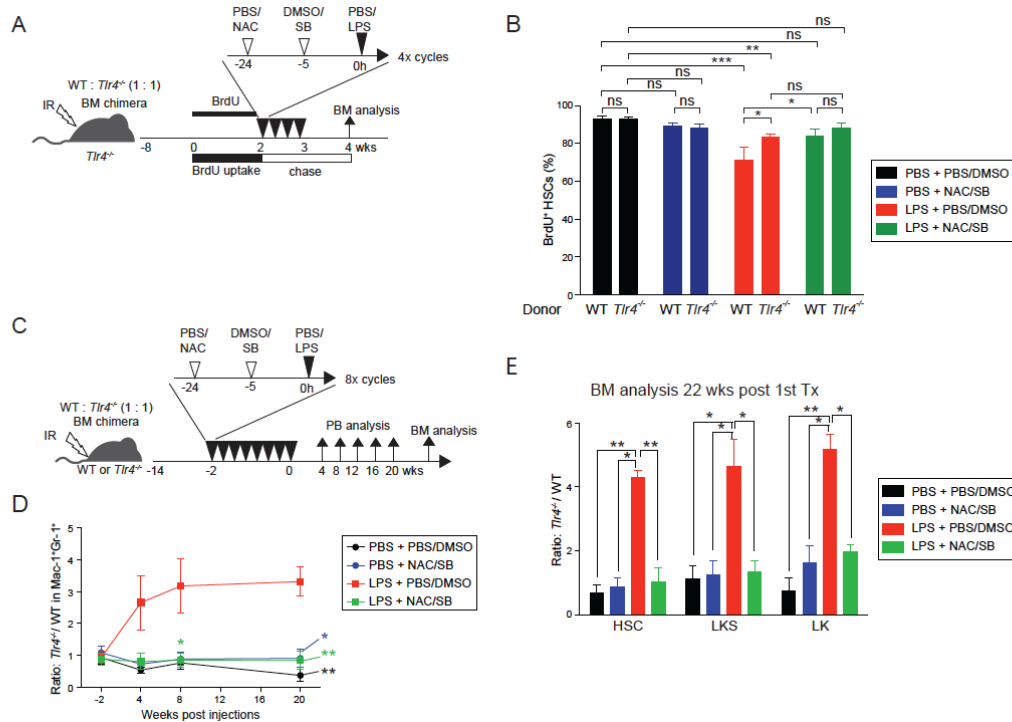 A
PBS/ DMSO/ PBS/
NAC SB LPS
-24 -5 0h 4x cycles
WT : Tlr4-/- (1 : 1)
BM chimera
IR
Tlr4-/-
BrdU
BM analysis
-8 0 2 3 4 wks
BrdU uptake chase
B
ns
ns
**
***
ns ns
ns ns ns * * ns
BrdU+ HSCs (%)
100
80
60
40
20
0
Donor WT Tlr4-/- WT Tlr4-/- WT Tlr4-/- WT Tlr4-/-
PBS + PBS/DMSO
PBS + NAC/SB
LPS + PBS/DMSO
LPS + NAC/SB
C
PBS/ DMSO/ PBS/
NAC SB LPS
-24 -5 0h 8x cycles
WT : Tlr4-/- (1 : 1)
BM chimera
IR
WT or Tlr4-/-
PB analysis
BM analysis
-14 -2 0 4 8 12 16 20 wks
D
Ratio: Tlr4-/-/ WT in Mac-1+Gr-1+
5
4
3
2
1
0
*
*
**
**
-2 4 8 20
Weeks post injections
PBS + PBS/DMSO
PBS + NAC/SB
LPS + PBS/DMSO
LPS + NAC/SB
E
BM analysis 22 wks post 1st Tx
Ratio: Tlr4-/-/ WT
6
4
2
0
** ** *
* * * ** * *
HSC LKS LK
PBS + PBS/DMSO
PBS + NAC/SB
LPS + PBS/DMSO
LPS + NAC/SB